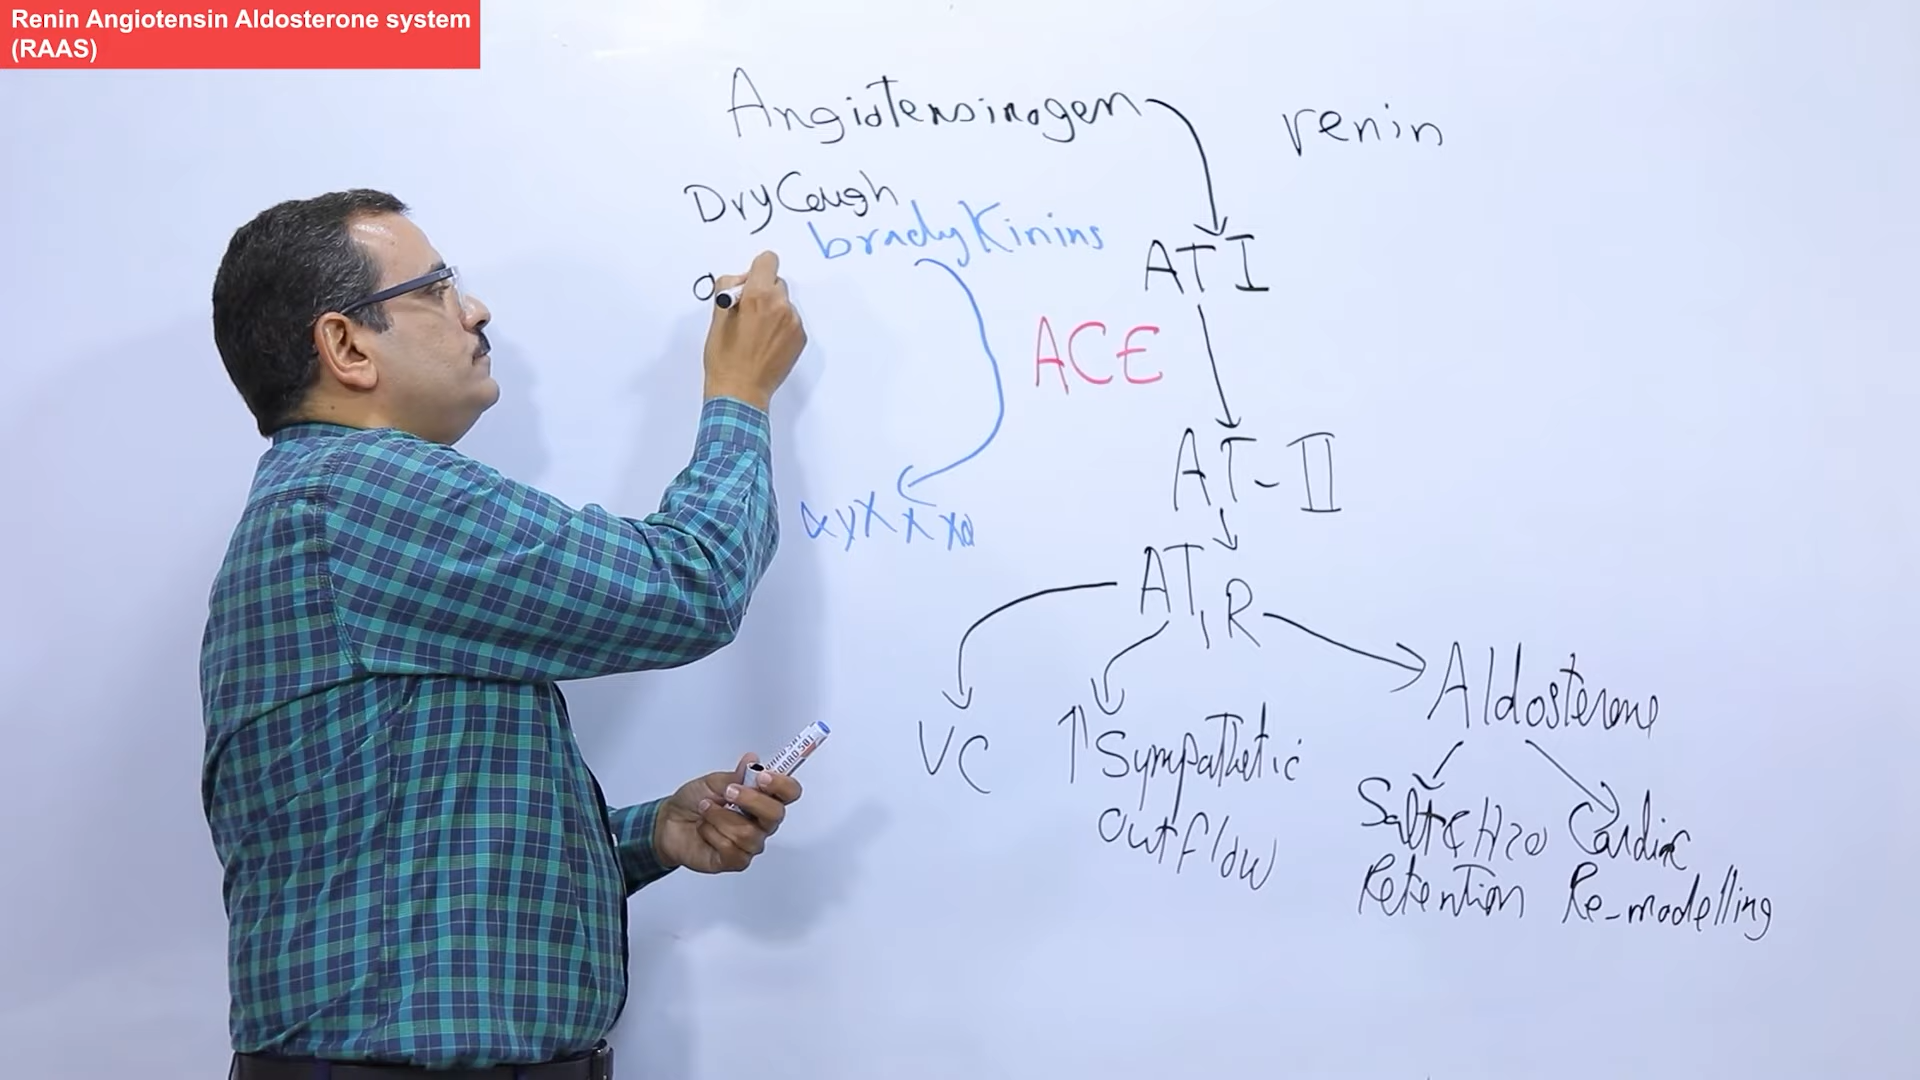 Renin Angiotensin Aldosterone system
(RAAS)
Angiotensinogen
renin
Dry Cough
bradyKinins
ATI
ACE
AT-II
AT1R
VC
↑ Sympathetic
outflow
Aldosterone
Salt & H2O
Retention
Cardiac
Re-modelling